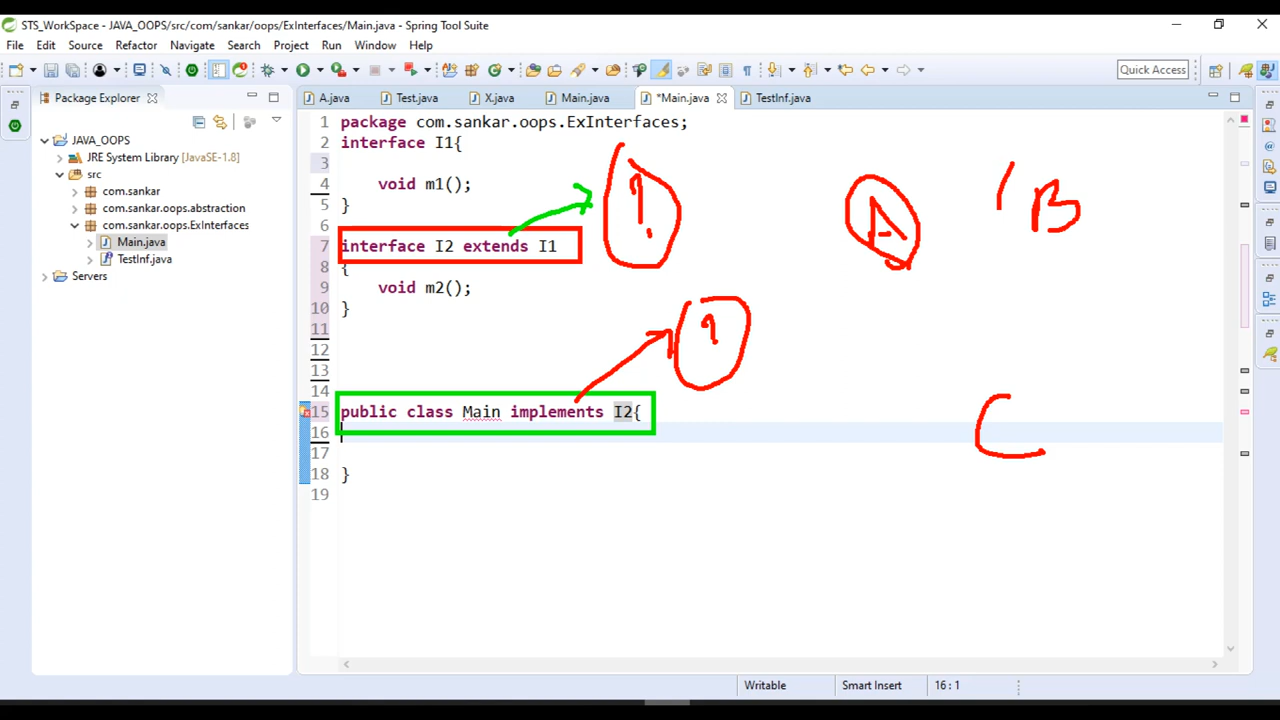 STS_WorkSpace - JAVA_OOPS/src/com/sankar/oops/ExInterfaces/Main.java - Spring Tool Suite
File Edit Source Refactor Navigate Search Project Run Window Help
Quick Access
Package Explorer
A.java Test.java X.java Main.java *Main.java TestInf.java
JAVA_OOPS
JRE System Library [JavaSE-1.8]
src
com.sankar
com.sankar.oops.abstraction
com.sankar.oops.ExInterfaces
Main.java
TestInf.java
Servers
1 package com.sankar.oops.ExInterfaces;
2 interface I1{
3
4 void m1();
5 }
6
7 interface I2 extends I1
8 {
9 void m2();
10 }
11
12
13
14
15 public class Main implements I2{
16
17
18 }
19
A B
C
Writable Smart Insert 16 : 1